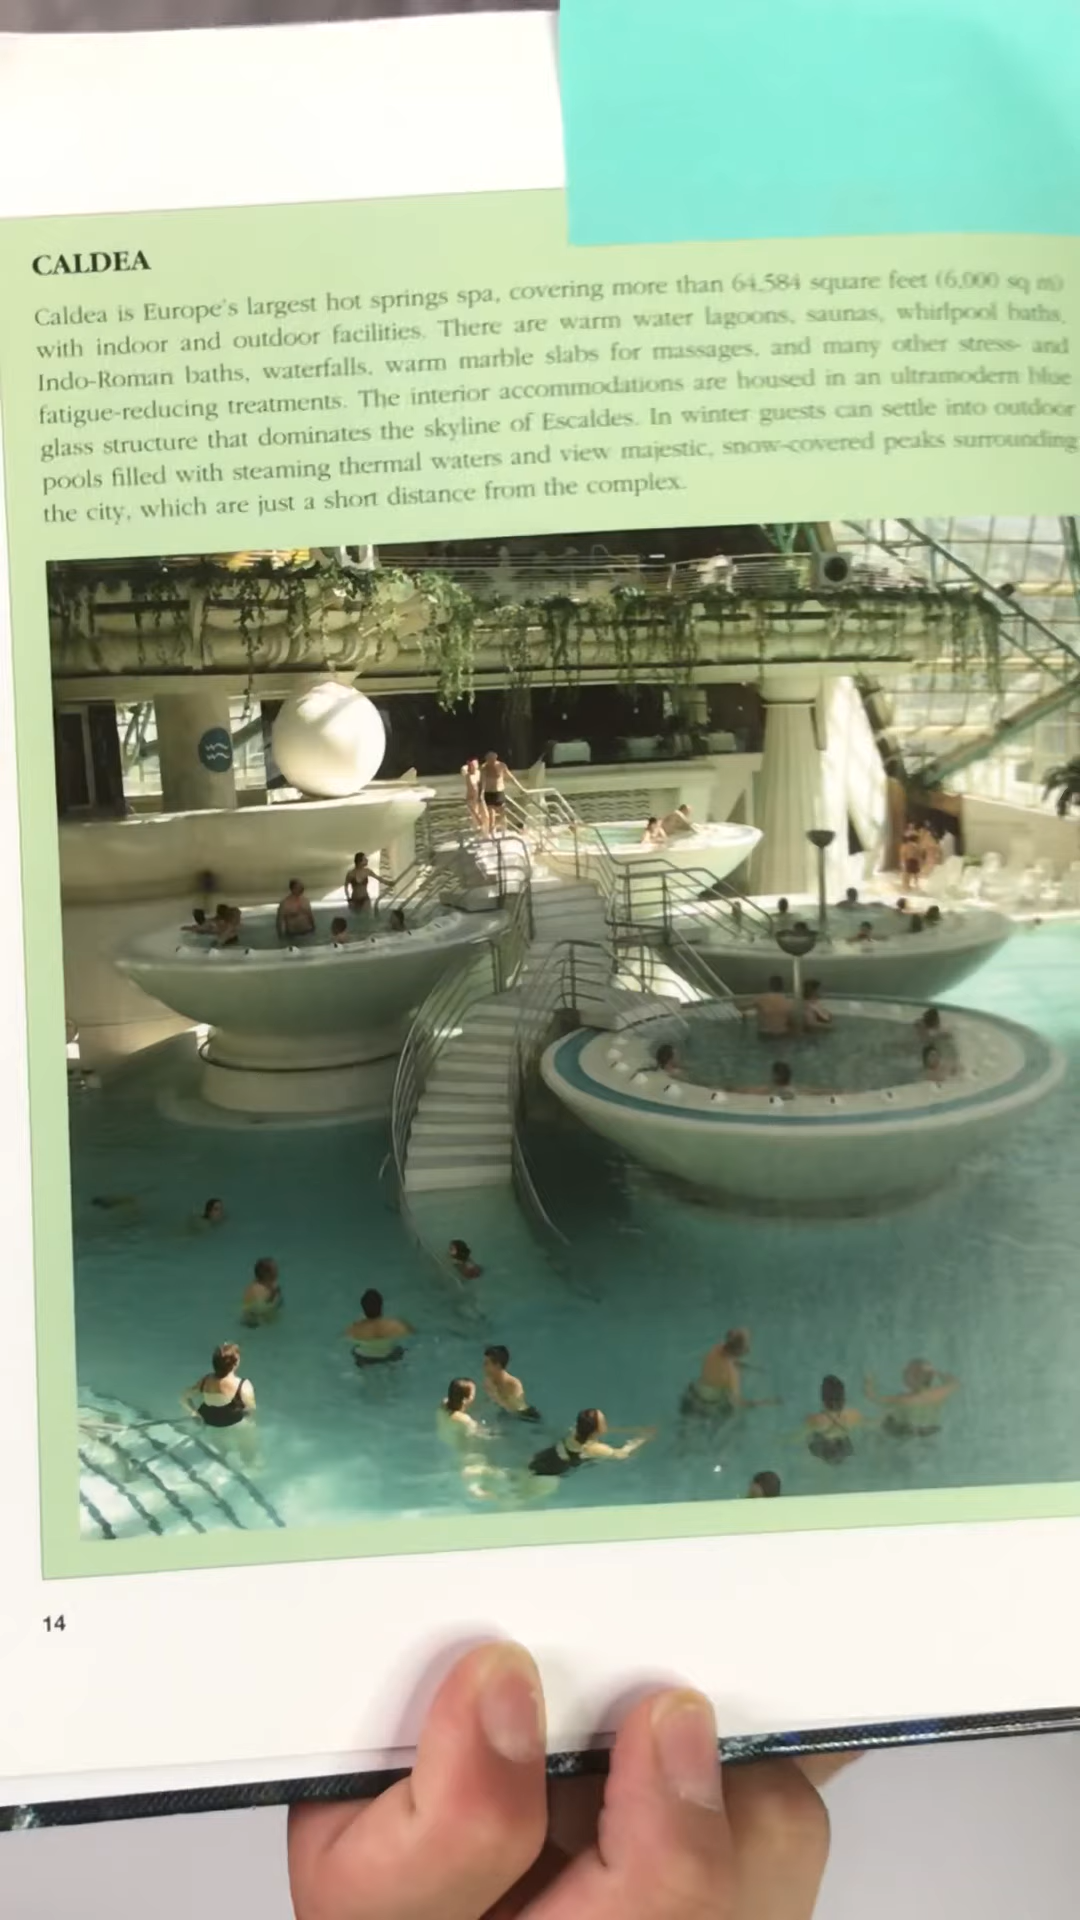 CALDEA
Caldea is Europe's largest hot springs spa, covering more than 64,584 square feet (6,000 sq m)
with indoor and outdoor facilities. There are warm water lagoons, saunas, whirlpool baths,
Indo-Roman baths, waterfalls, warm marble slabs for massages, and many other stress- and
fatigue-reducing treatments. The interior accommodations are housed in an ultramodern blue
glass structure that dominates the skyline of Escaldes. In winter guests can settle into outdoor
pools filled with steaming thermal waters and view majestic, snow-covered peaks surrounding
the city, which are just a short distance from the complex.
14